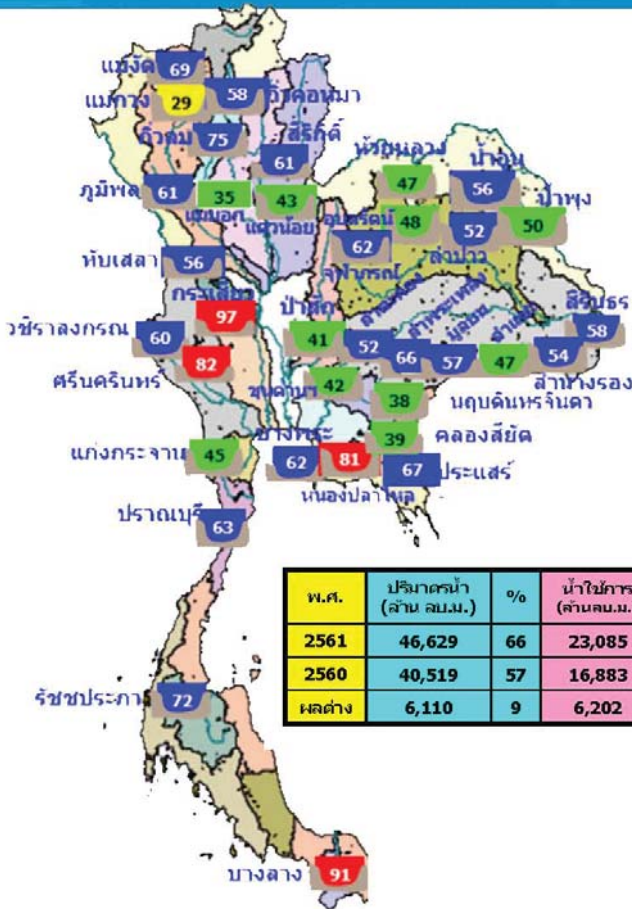 แม่งัด
69
แม่กวง
29
58
กิ่วคอหมา
กิ่วลม
75
สิริกิติ์
61
ภูมิพล
61
35
แม่มอก
43
แควน้อย
ห้วยหลวง
47
น้ำอูน
56
น้ำพุง
50
อุบลรัตน์
62
48
จุฬาภรณ์
52
ลำปาว
ทับเสลา
56
กระเสียว
97
ป่าสัก
41
ลำตะคอง
52
ลำพระเพลิง
66
มูลบน
57
ลำแชะ
47
54
ลำนางรอง
สิรินธร
58
วชิราลงกรณ
60
ศรีนครินทร์
82
ขุนด่านฯ
42
38
นฤบดินทรจินดา
39
คลองสียัด
แก่งกระจาน
45
บางพระ
62
81
หนองปลาไหล
67
ประแสร์
ปราณบุรี
63
พ.ศ. ปริมาตรน้ำ (ล้าน ลบ.ม.) % น้ำใช้การ (ล้านลบ.ม.
2561 46,629 66 23,085
2560 40,519 57 16,883
ผลต่าง 6,110 9 6,202
รัชชประภา
72
บางลาง
91